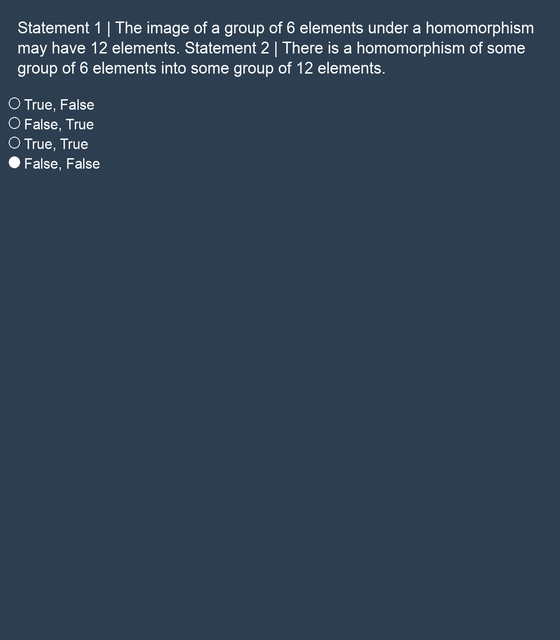 Statement 1 | The image of a group of 6 elements under a homomorphism
may have 12 elements. Statement 2 | There is a homomorphism of some
group of 6 elements into some group of 12 elements.
True, False
False, True
True, True
False, False